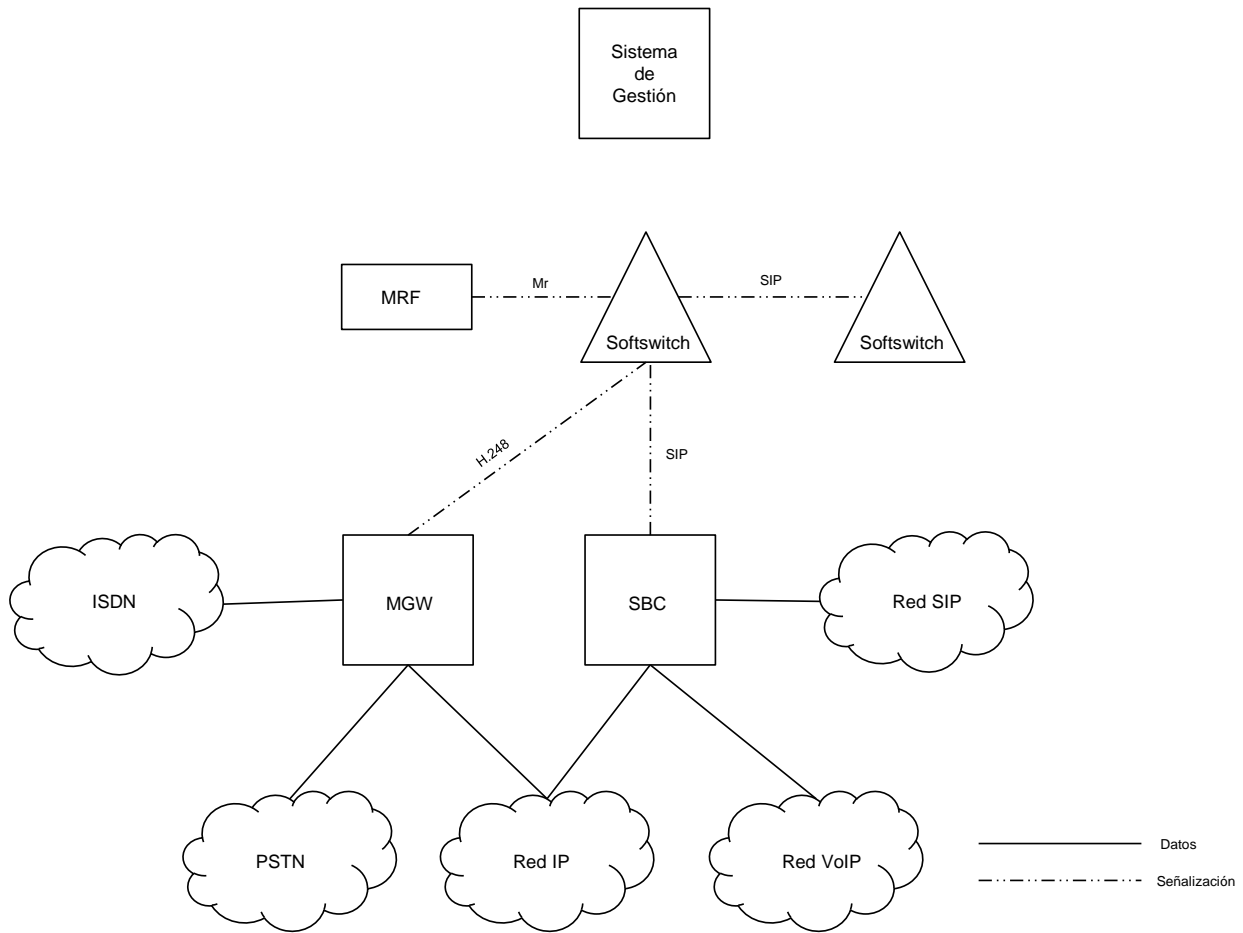 Sistema
de
Gestión
MRF
Mr
Softswitch
SIP
Softswitch
H.248
SIP
ISDN
MGW
SBC
Red SIP
PSTN
Red IP
Red VoIP
Datos
Señalización